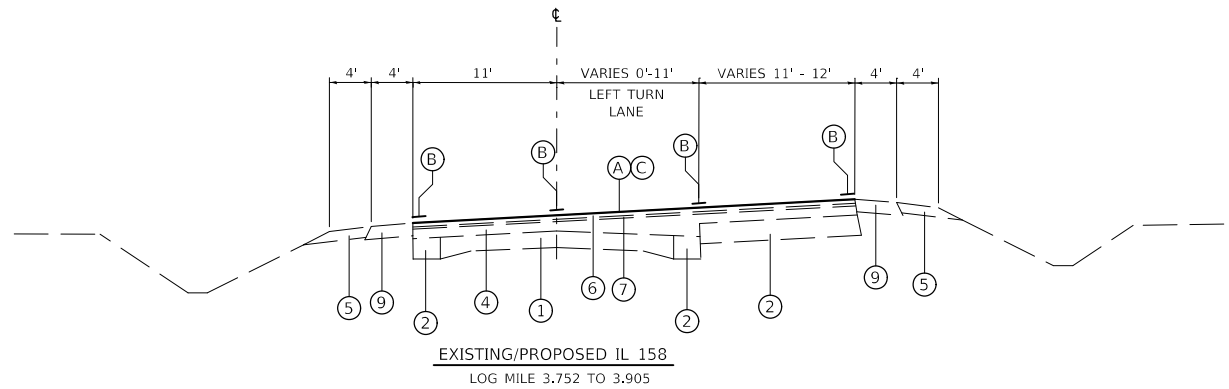 ℄
4' 4' 11' VARIES 0'-11' VARIES 11' - 12' 4' 4'
LEFT TURN
LANE
B B A C B B
5 9 2 4 1 6 7 2 2 9 5
EXISTING/PROPOSED IL 158
LOG MILE 3.752 TO 3.905